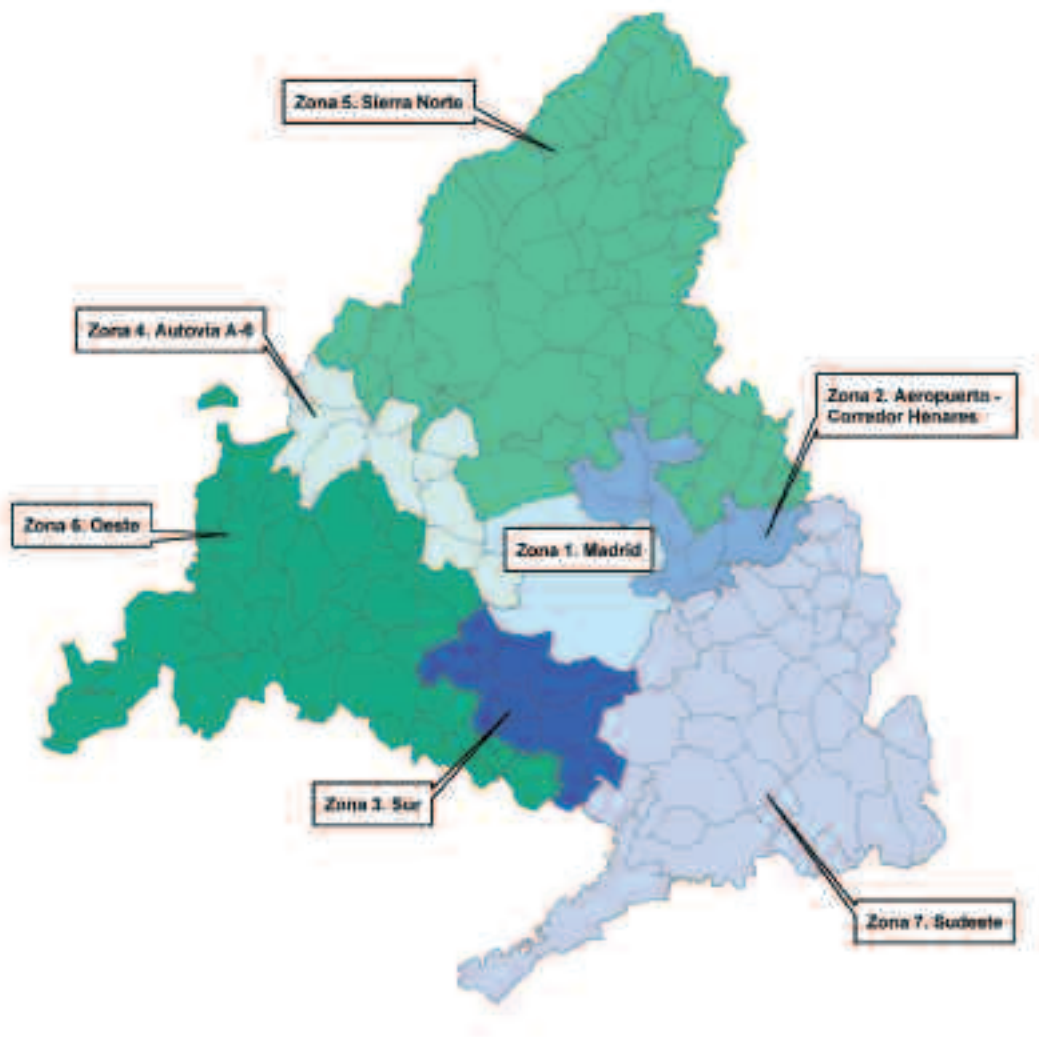 Zona 5. Sierra Norte
Zona 4. Autovía A-6
Zona 2. Aeropuerto -
Corredor Henares
Zona 6. Oeste
Zona 1. Madrid
Zona 3. Sur
Zona 7. Sudeste